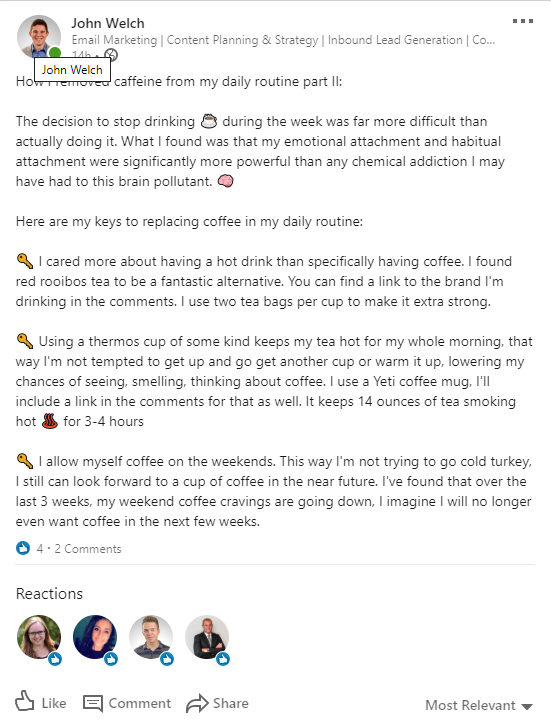 John Welch
Email Marketing | Content Planning & Strategy | Inbound Lead Generation | Co...
14h •
John Welch
How I removed caffeine from my daily routine part II:
The decision to stop drinking ☕ during the week was far more difficult than
actually doing it. What I found was that my emotional attachment and habitual
attachment were significantly more powerful than any chemical addiction I may
have had to this brain pollutant. 🧠
Here are my keys to replacing coffee in my daily routine:
🔑 I cared more about having a hot drink than specifically having coffee. I found
red rooibos tea to be a fantastic alternative. You can find a link to the brand I'm
drinking in the comments. I use two tea bags per cup to make it extra strong.
🔑 Using a thermos cup of some kind keeps my tea hot for my whole morning, that
way I'm not tempted to get up and go get another cup or warm it up, lowering my
chances of seeing, smelling, thinking about coffee. I use a Yeti coffee mug, I'll
include a link in the comments for that as well. It keeps 14 ounces of tea smoking
hot ♨ for 3-4 hours
🔑 I allow myself coffee on the weekends. This way I'm not trying to go cold turkey,
I still can look forward to a cup of coffee in the near future. I've found that over the
last 3 weeks, my weekend coffee cravings are going down, I imagine I will no longer
even want coffee in the next few weeks.
4 • 2 Comments
Reactions
Like Comment Share
Most Relevant